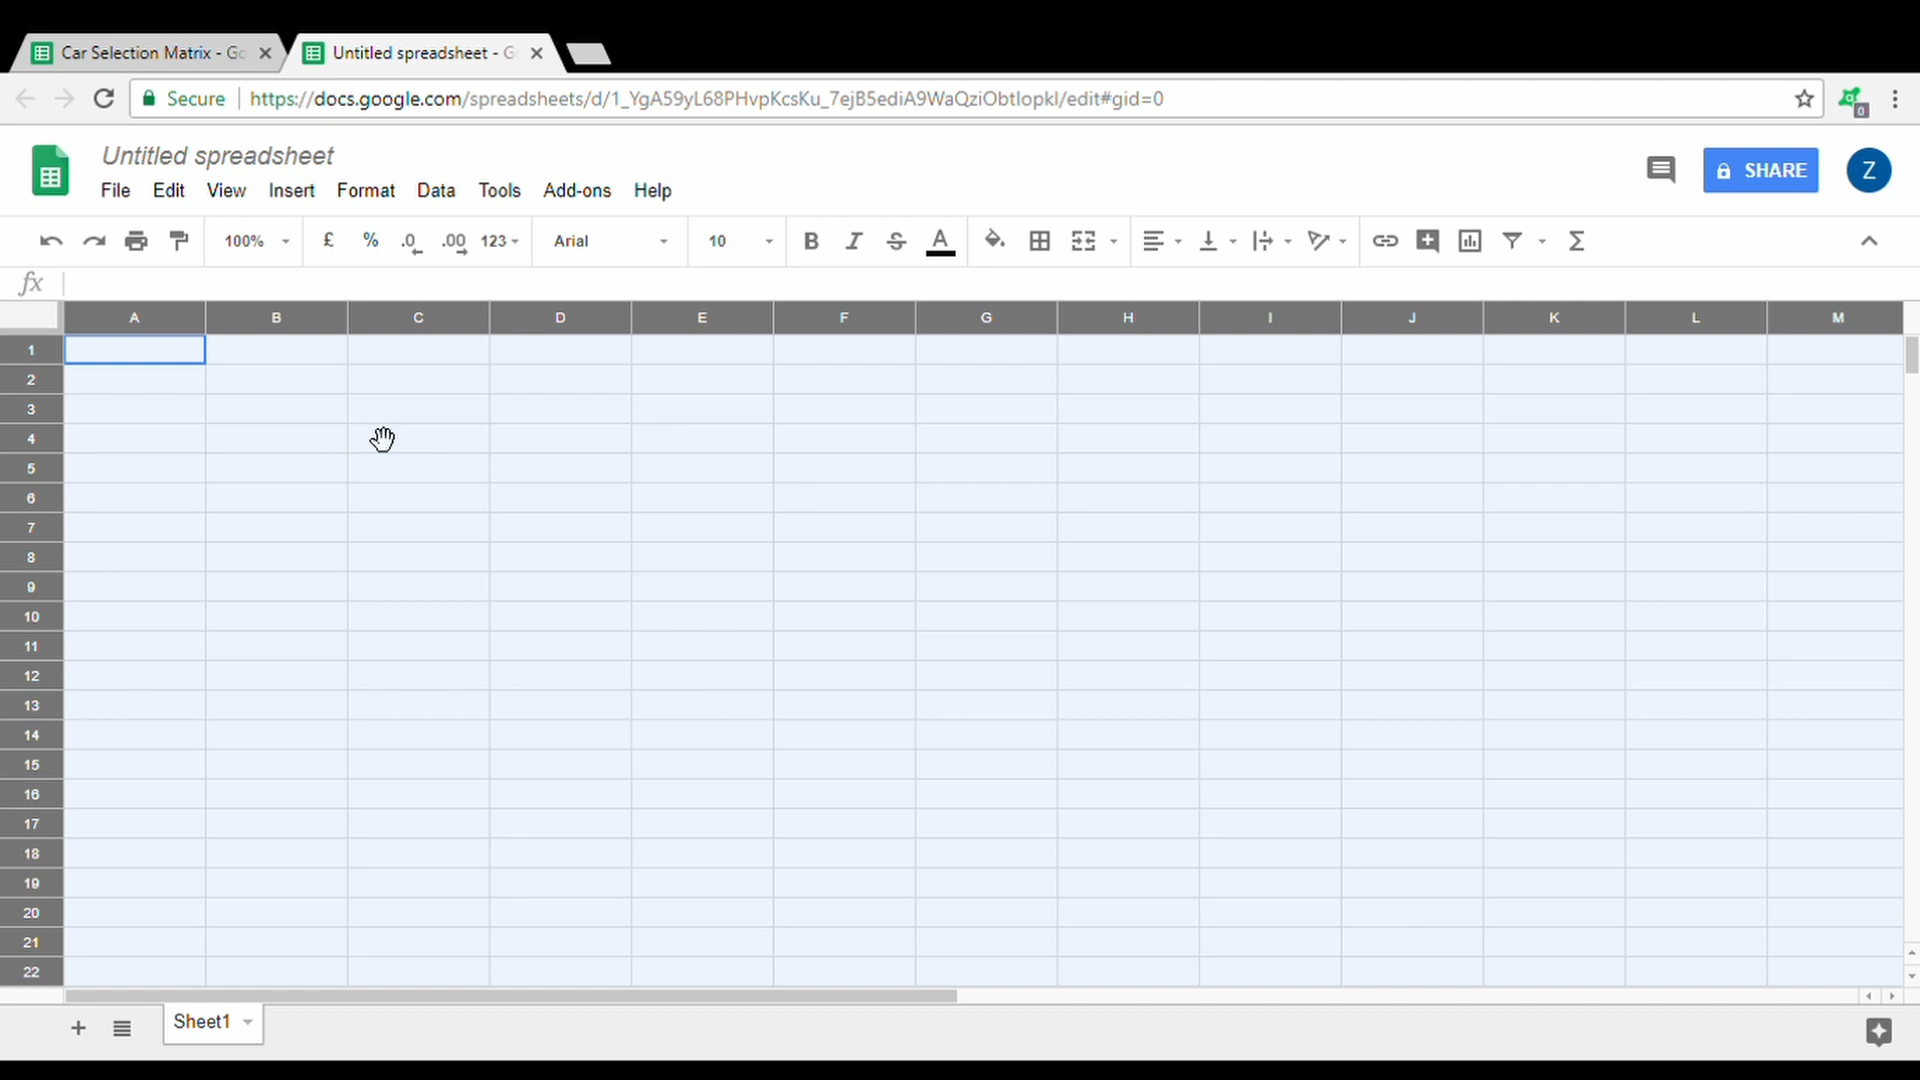 Car Selection Matrix - Go
Untitled spreadsheet - G
Secure
https://docs.google.com/spreadsheets/d/1_YgA59yL68PHvpKcsKu_7ejB5ediA9WaQziObtlopkI/edit#gid=0
0
Untitled spreadsheet
File Edit View Insert Format Data Tools Add-ons Help
SHARE
Z
100% £ % .0 .00 123 Arial 10 B I S A Σ
fx
A B C D E F G H I J K L M
1
2
3
4
5
6
7
8
9
10
11
12
13
14
15
16
17
18
19
20
21
22
Sheet1